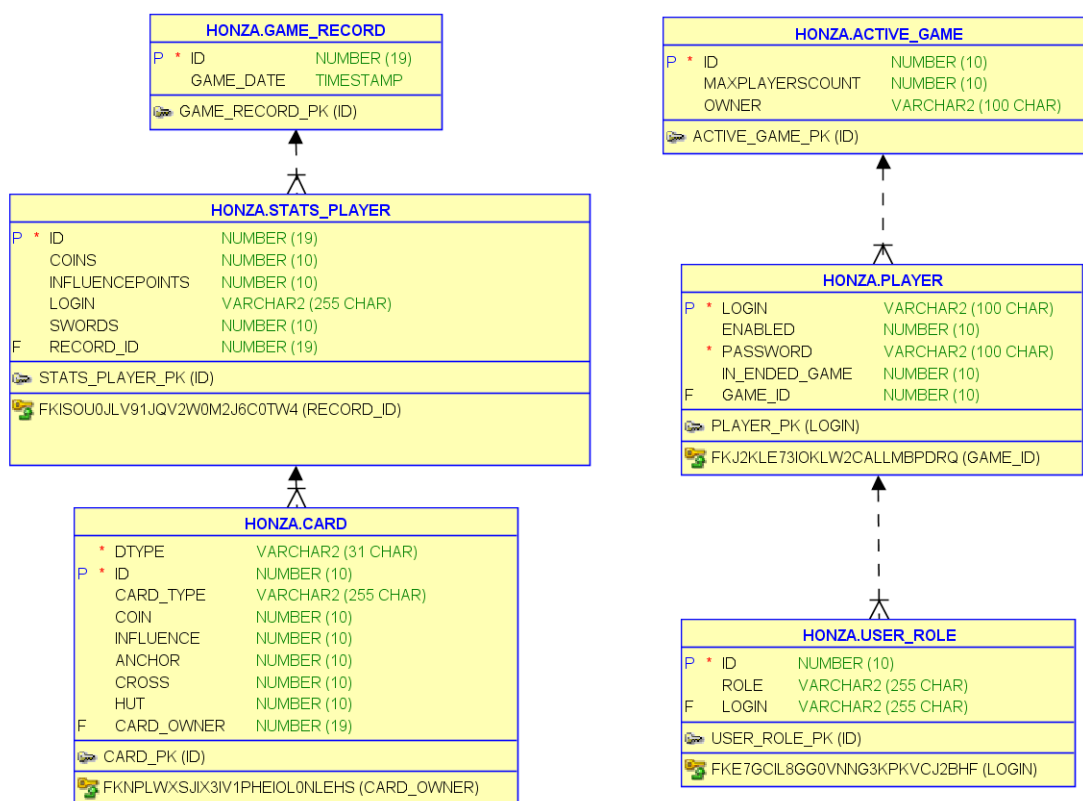 HONZA.GAME_RECORD
P * ID NUMBER (19)
GAME_DATE TIMESTAMP
GAME_RECORD_PK (ID)
HONZA.STATS_PLAYER
P * ID NUMBER (19)
COINS NUMBER (10)
INFLUENCEPOINTS NUMBER (10)
LOGIN VARCHAR2 (255 CHAR)
SWORDS NUMBER (10)
F RECORD_ID NUMBER (19)
STATS_PLAYER_PK (ID)
FKISOU0JLV91JQV2W0M2J6C0TW4 (RECORD_ID)
HONZA.CARD
* DTYPE VARCHAR2 (31 CHAR)
P * ID NUMBER (10)
CARD_TYPE VARCHAR2 (255 CHAR)
COIN NUMBER (10)
INFLUENCE NUMBER (10)
ANCHOR NUMBER (10)
CROSS NUMBER (10)
HUT NUMBER (10)
F CARD_OWNER NUMBER (19)
CARD_PK (ID)
FKNPLWXSJIX3IV1PHEIOL0NLEHS (CARD_OWNER)
HONZA.ACTIVE_GAME
P * ID NUMBER (10)
MAXPLAYERSCOUNT NUMBER (10)
OWNER VARCHAR2 (100 CHAR)
ACTIVE_GAME_PK (ID)
HONZA.PLAYER
P * LOGIN VARCHAR2 (100 CHAR)
ENABLED NUMBER (10)
* PASSWORD VARCHAR2 (100 CHAR)
IN_ENDED_GAME NUMBER (10)
F GAME_ID NUMBER (10)
PLAYER_PK (LOGIN)
FKJ2KLE73IOKLW2CALLMBPDRQ (GAME_ID)
HONZA.USER_ROLE
P * ID NUMBER (10)
ROLE VARCHAR2 (255 CHAR)
F LOGIN VARCHAR2 (255 CHAR)
USER_ROLE_PK (ID)
FKE7GCIL8GG0VNNG3KPKVCJ2BHF (LOGIN)